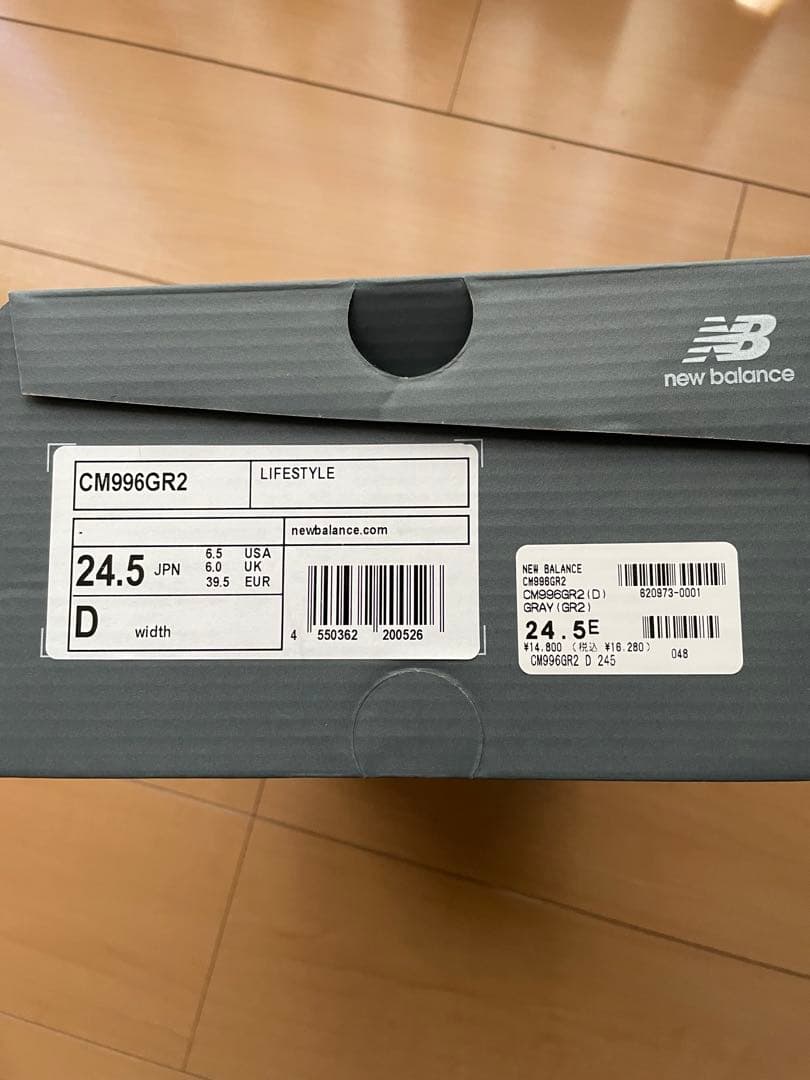 NB
new balance
CM996GR2
LIFESTYLE
-
newbalance.com
24.5 JPN
6.5 USA
6.0 UK
39.5 EUR
D width
4 550362 200526
NEW BALANCE
CM996GR2
CM996GR2(D)
GRAY(GR2)
620973-0001
24.5E
¥14,800 (税込 ¥16,280)
048
CM996GR2 D 245